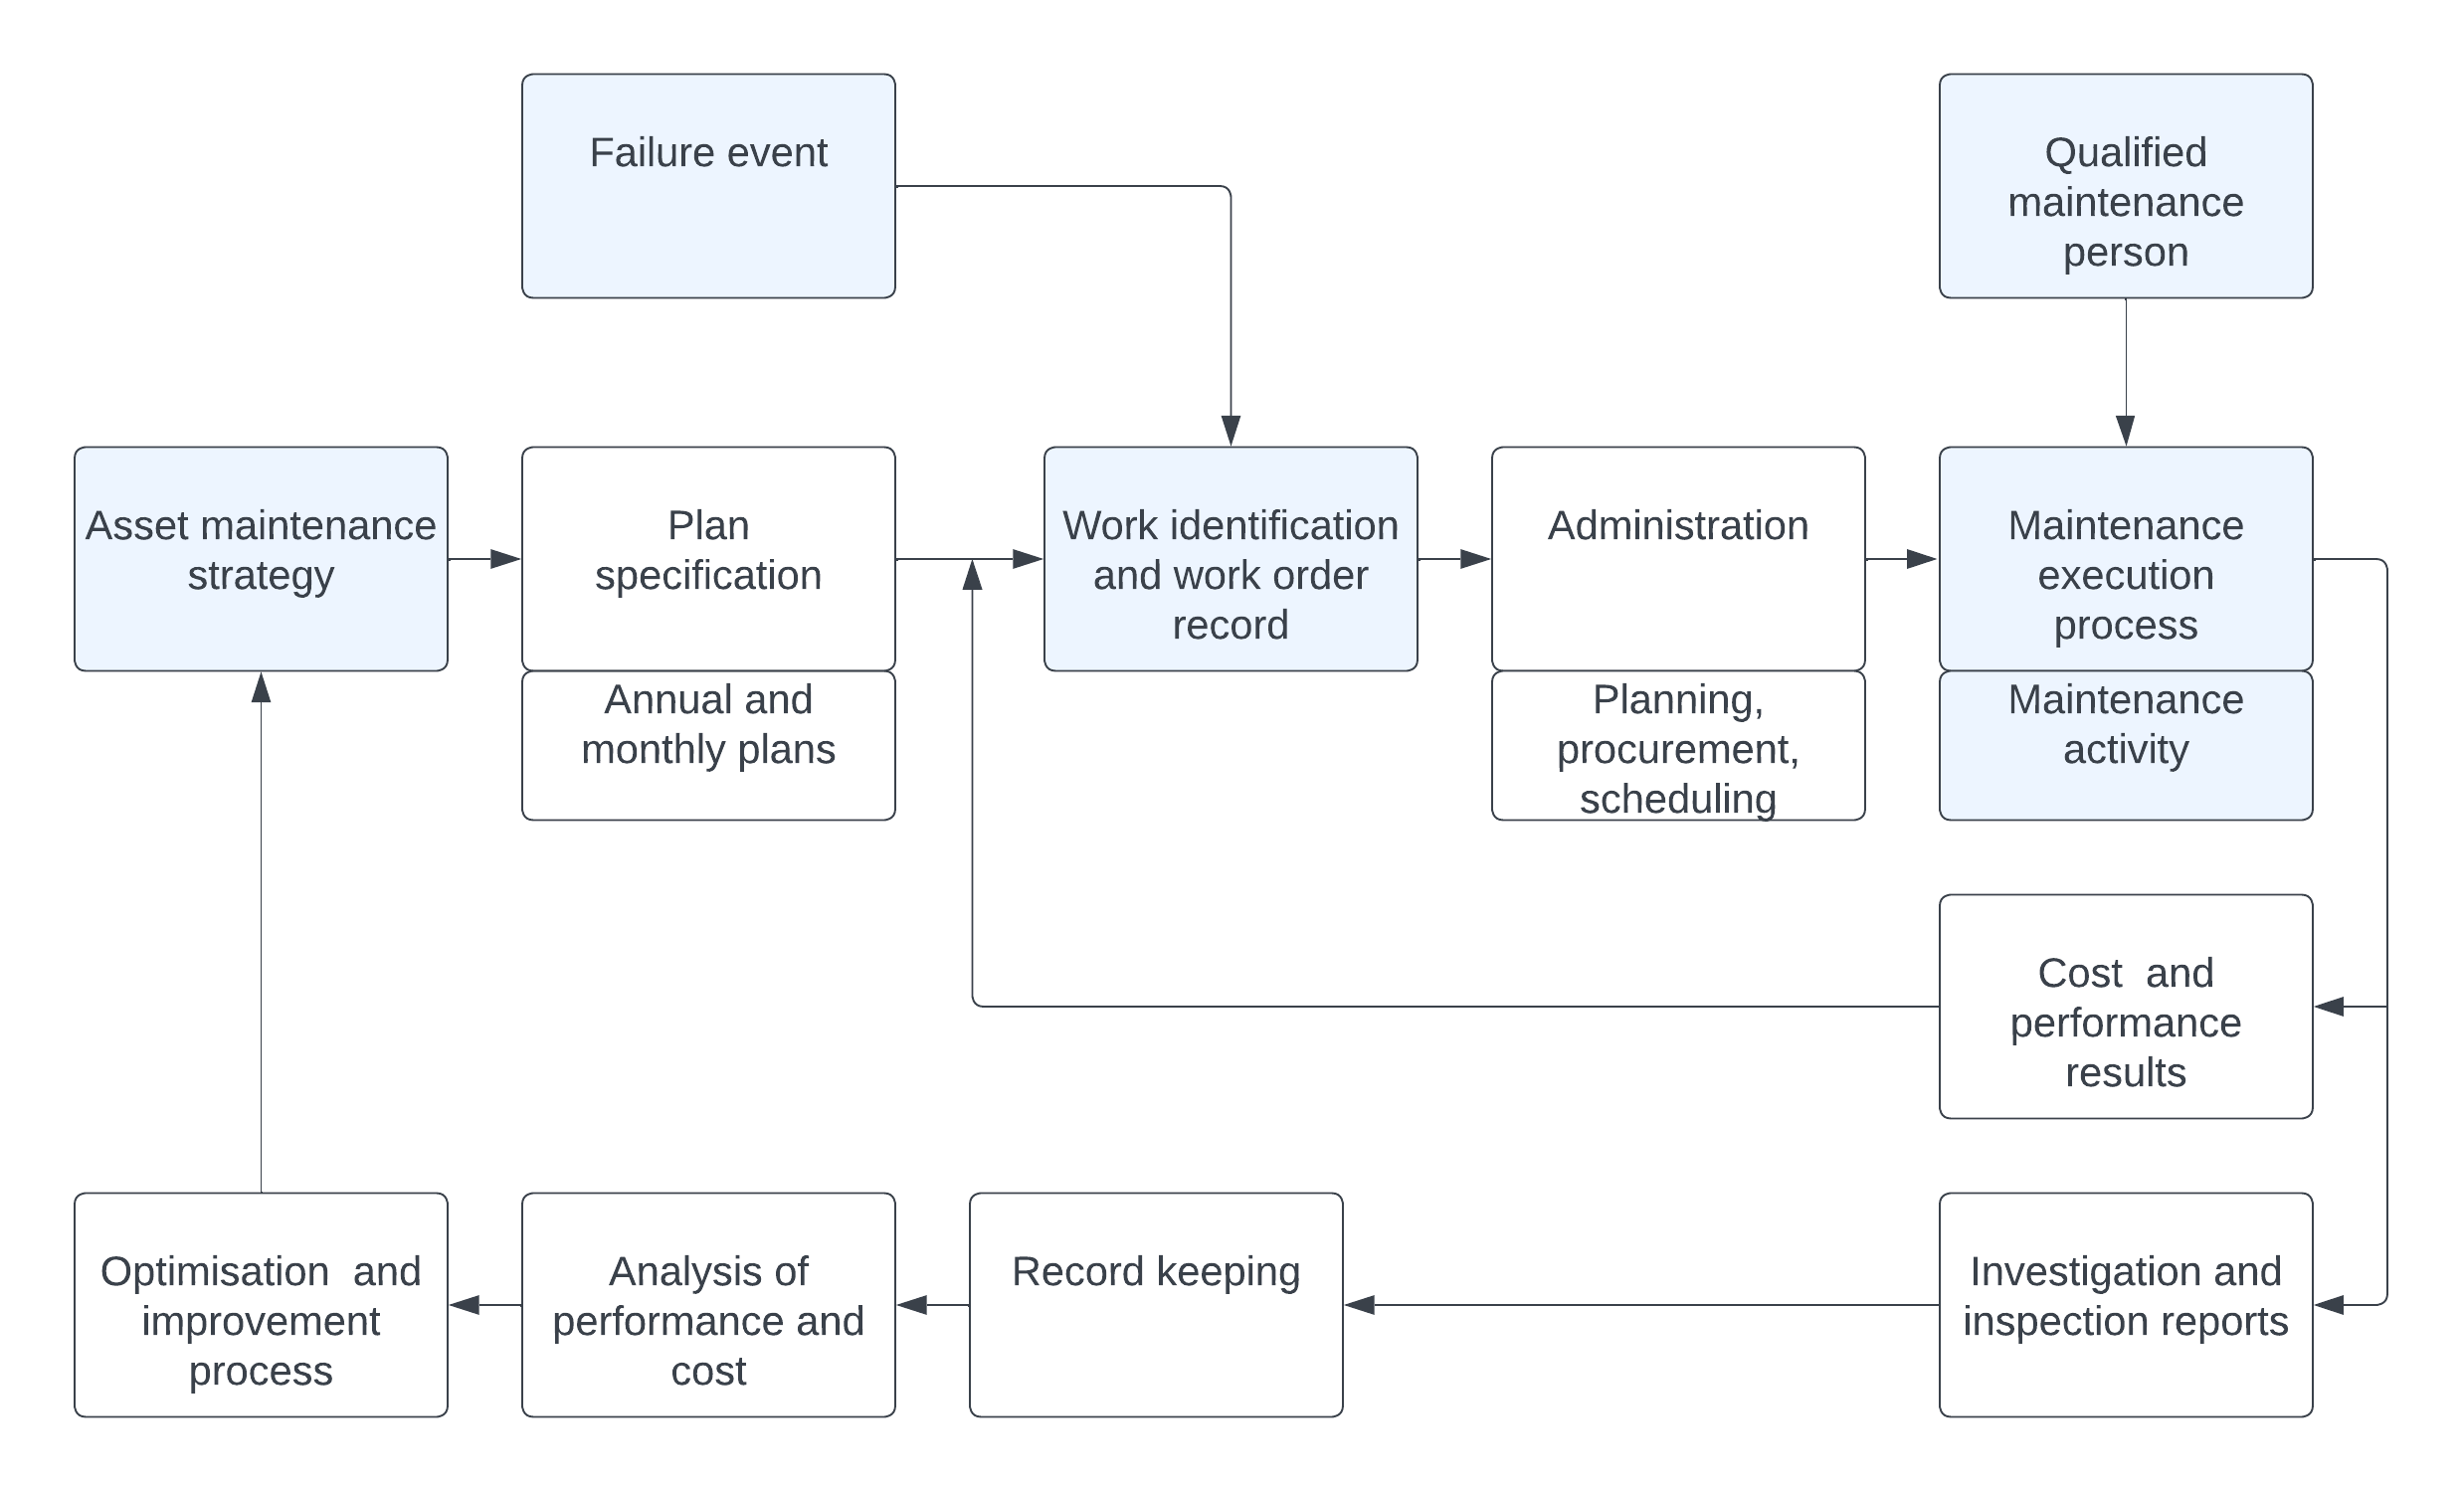 Failure event
Qualified
maintenance
person
Asset maintenance
strategy
Plan
specification
Annual and
monthly plans
Work identification
and work order
record
Administration
Planning,
procurement,
scheduling
Maintenance
execution
process
Maintenance
activity
Cost  and
performance
results
Optimisation  and
improvement
process
Analysis of
performance and
cost
Record keeping
Investigation and
inspection reports